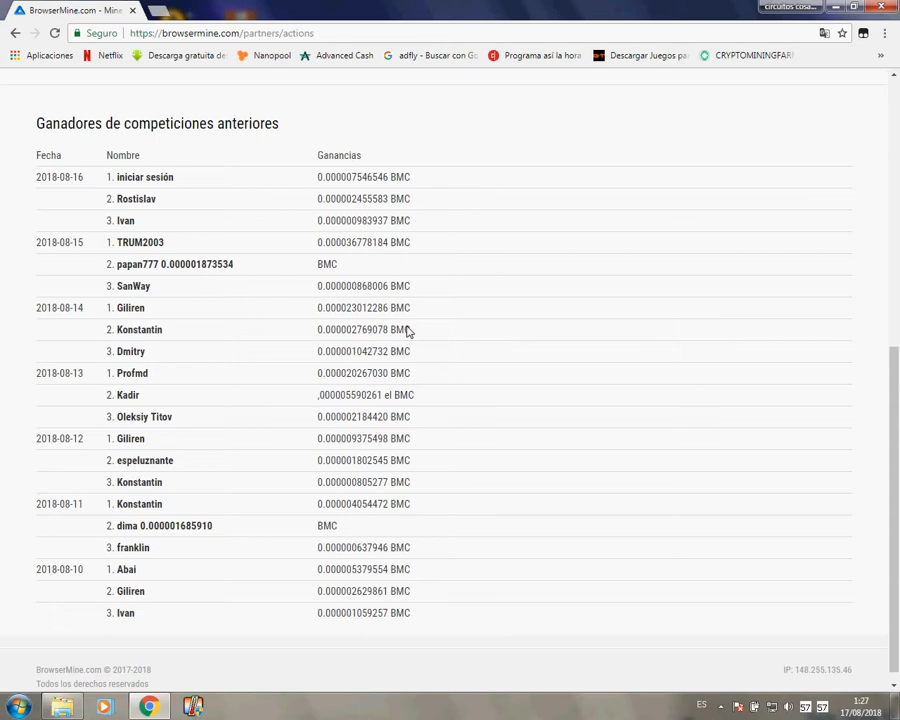 BrowserMine.com - Mine
circuitos cosa...
Seguro https://browsermine.com/partners/actions
Aplicaciones Netflix Descarga gratuita de Nanopool Advanced Cash adfly - Buscar con Go Programa así la hora Descargar Juegos pa CRYPTOMININGFAR »
Ganadores de competiciones anteriores
Fecha Nombre Ganancias
2018-08-16 1. iniciar sesión 0.000007546546 BMC
2. Rostislav 0.000002455583 BMC
3. Ivan 0.000000983937 BMC
2018-08-15 1. TRUM2003 0.000036778184 BMC
2. papan777 0.000001873534 BMC
3. SanWay 0.000000868006 BMC
2018-08-14 1. Giliren 0.000023012286 BMC
2. Konstantin 0.000002769078 BMC
3. Dmitry 0.000001042732 BMC
2018-08-13 1. Profmd 0.000020267030 BMC
2. Kadir ,000005590261 el BMC
3. Oleksiy Titov 0.000002184420 BMC
2018-08-12 1. Giliren 0.000009375498 BMC
2. espeluznante 0.000001802545 BMC
3. Konstantin 0.000000805277 BMC
2018-08-11 1. Konstantin 0.000004054472 BMC
2. dima 0.000001685910 BMC
3. franklin 0.000000637946 BMC
2018-08-10 1. Abai 0.000005379554 BMC
2. Giliren 0.000002629861 BMC
3. Ivan 0.000001059257 BMC
BrowserMine.com © 2017-2018 IP: 148.255.135.46
Todos los derechos reservados
ES 57 57 1:27
17/08/2018